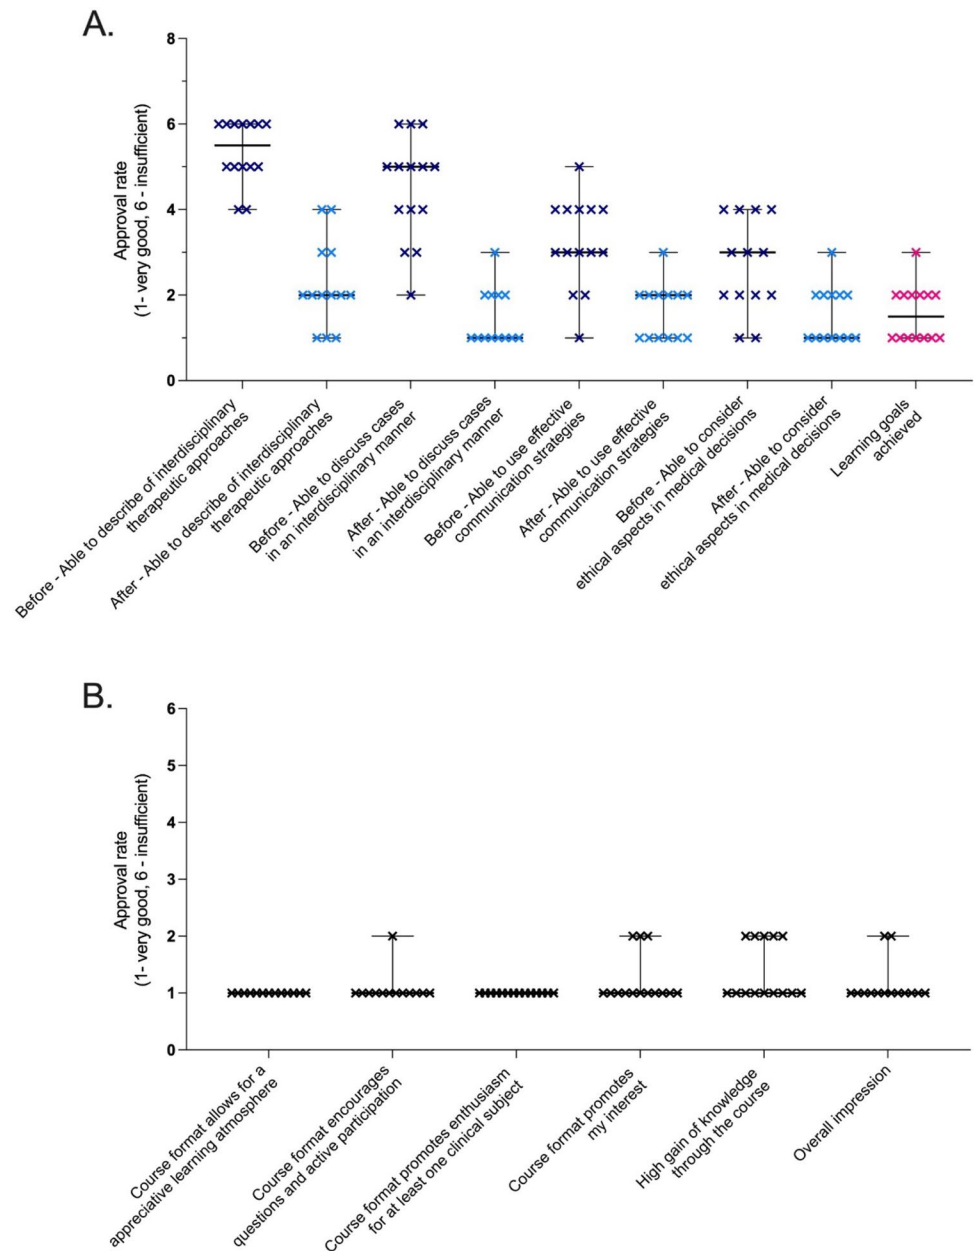 A.
8
6
4
2
0
Approval rate
(1- very good, 6 - insufficient)
Before - Able to describe of interdisciplinary
therapeutic approaches
After - Able to describe of interdisciplinary
therapeutic approaches
Before - Able to discuss cases
in an interdisciplinary manner
After - Able to discuss cases
in an interdisciplinary manner
Before - Able to use effective
communication strategies
After - Able to use effective
communication strategies
Before - Able to consider
ethical aspects in medical decisions
After - Able to consider
ethical aspects in medical decisions
Learning goals
achieved
B.
6
5
4
3
2
1
0
Approval rate
(1- very good, 6 - insufficient)
Course format allows for a
appreciative learning atmosphere
Course format encourages
questions and active participation
Course format promotes enthusiasm
for at least one clinical subject
Course format promotes
my interest
High gain of knowledge
through the course
Overall impression